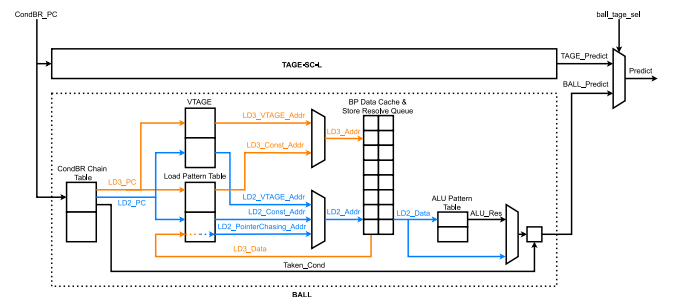 CondBR_PC
ball_tage_sel
TAGE-SC-L
TAGE_Predict
Predict
BALL_Predict
VTAGE
BP Data Cache &
Store Resolve Queue
LD3_VTAGE_Addr
LD3_Addr
LD3_Const_Addr
CondBR Chain
Table
LD3_PC
LD2_PC
Load Pattern Table
LD2_VTAGE_Addr
LD2_Const_Addr
LD2_PointerChasing_Addr
LD2_Addr
LD2_Data
ALU Pattern
Table
ALU_Res
LD3_Data
Taken_Cond
BALL